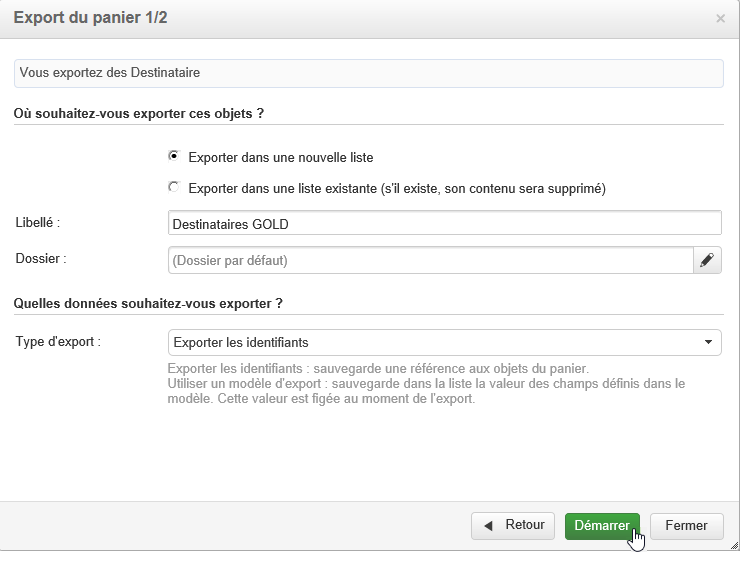 Export du panier 1/2
×
Vous exportez des Destinataire
Où souhaitez-vous exporter ces objets ?
Exporter dans une nouvelle liste
Exporter dans une liste existante (s'il existe, son contenu sera supprimé)
Libellé :
Destinataires GOLD
Dossier :
(Dossier par défaut)
Quelles données souhaitez-vous exporter ?
Type d'export :
Exporter les identifiants
Exporter les identifiants : sauvegarde une référence aux objets du panier.
Utiliser un modèle d'export : sauvegarde dans la liste la valeur des champs définis dans le
modèle. Cette valeur est figée au moment de l'export.
Retour
Démarrer
Fermer